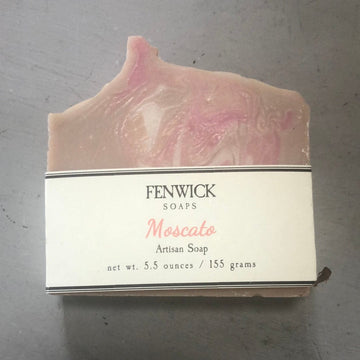 FENWICK
SOAPS
Moscato
Artisan Soap
net wt. 5.5 ounces / 155 grams